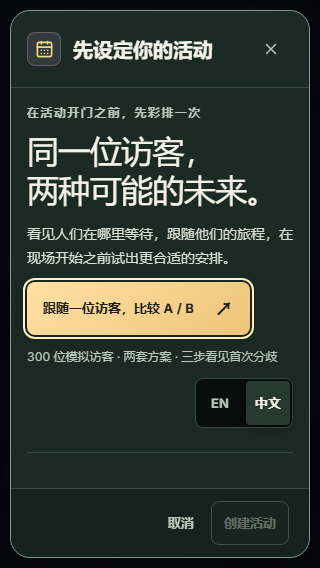 先设定你的活动
在活动开门之前，先彩排一次
同一位访客，
两种可能的未来。
看见人们在哪里等待，跟随他们的旅程，在
现场开始之前试出更合适的安排。
跟随一位访客，比较 A / B
300 位模拟访客 · 两套方案 · 三步看见首次分歧
EN 中文
取消 创建活动